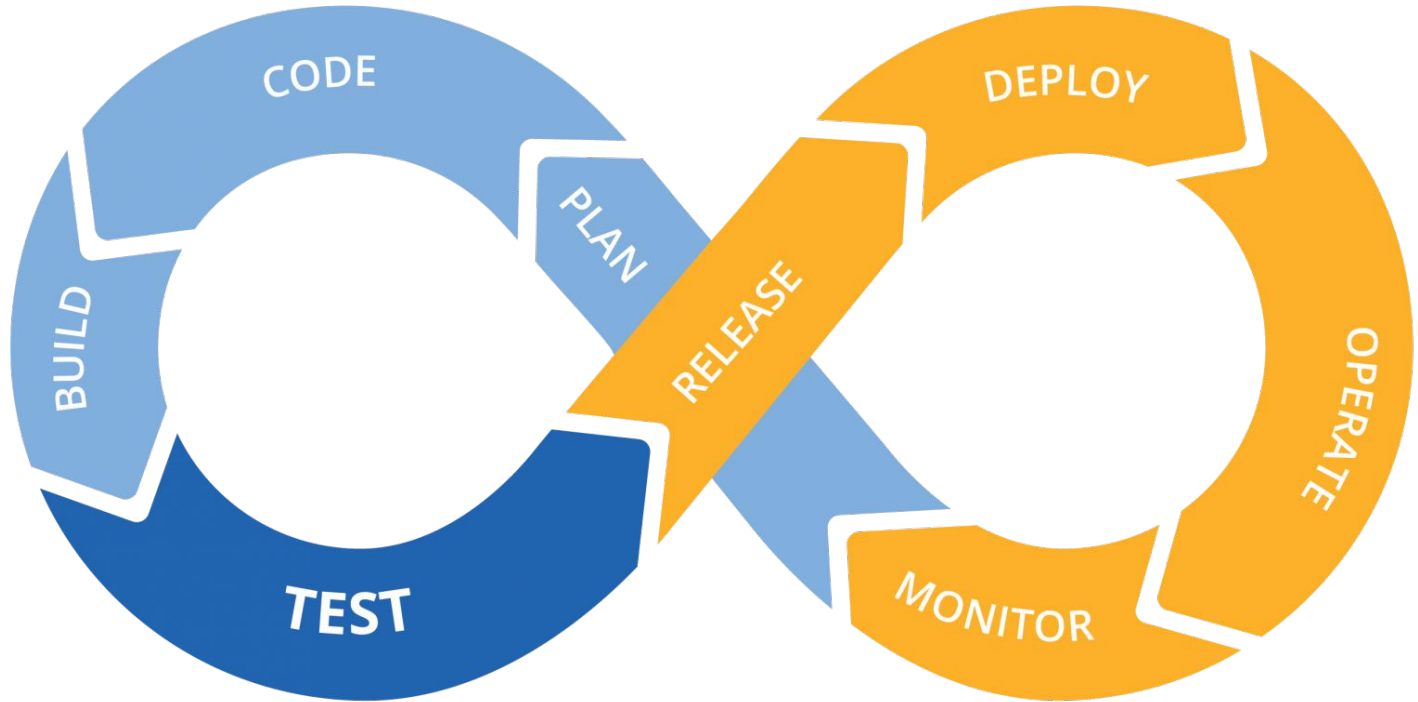 CODE
DEPLOY
PLAN
RELEASE
BUILD
OPERATE
TEST
MONITOR